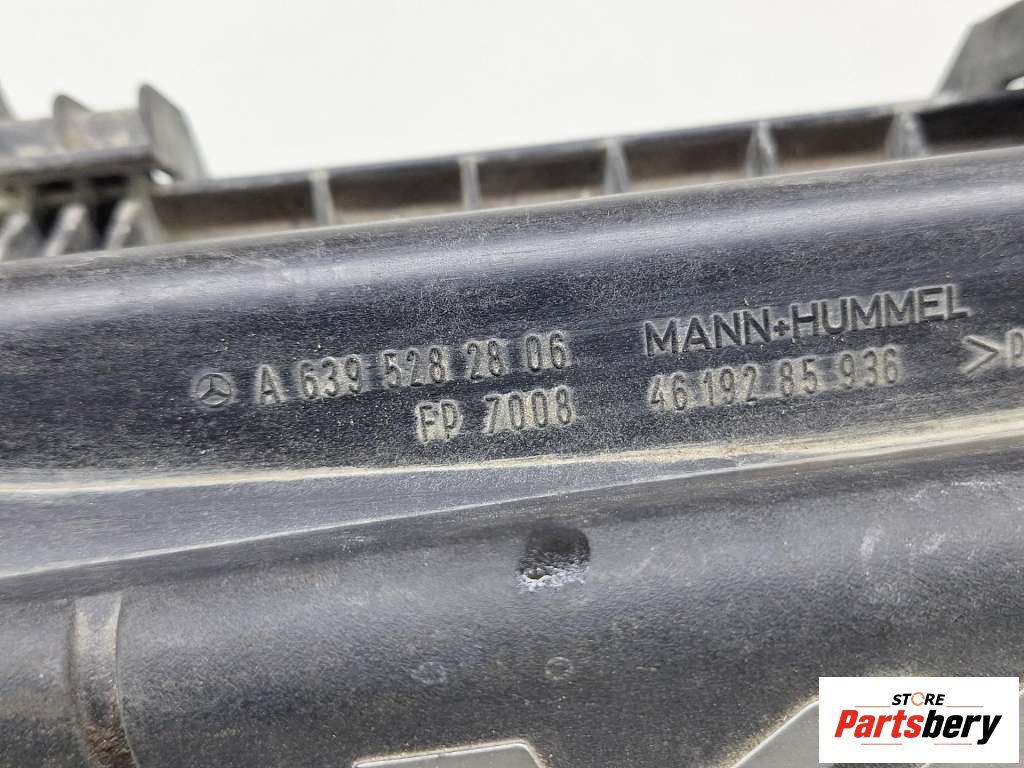 MANN+HUMMEL
A 639 528 28 06
46 192 85 936
FP 7008
STORE
Partsbery